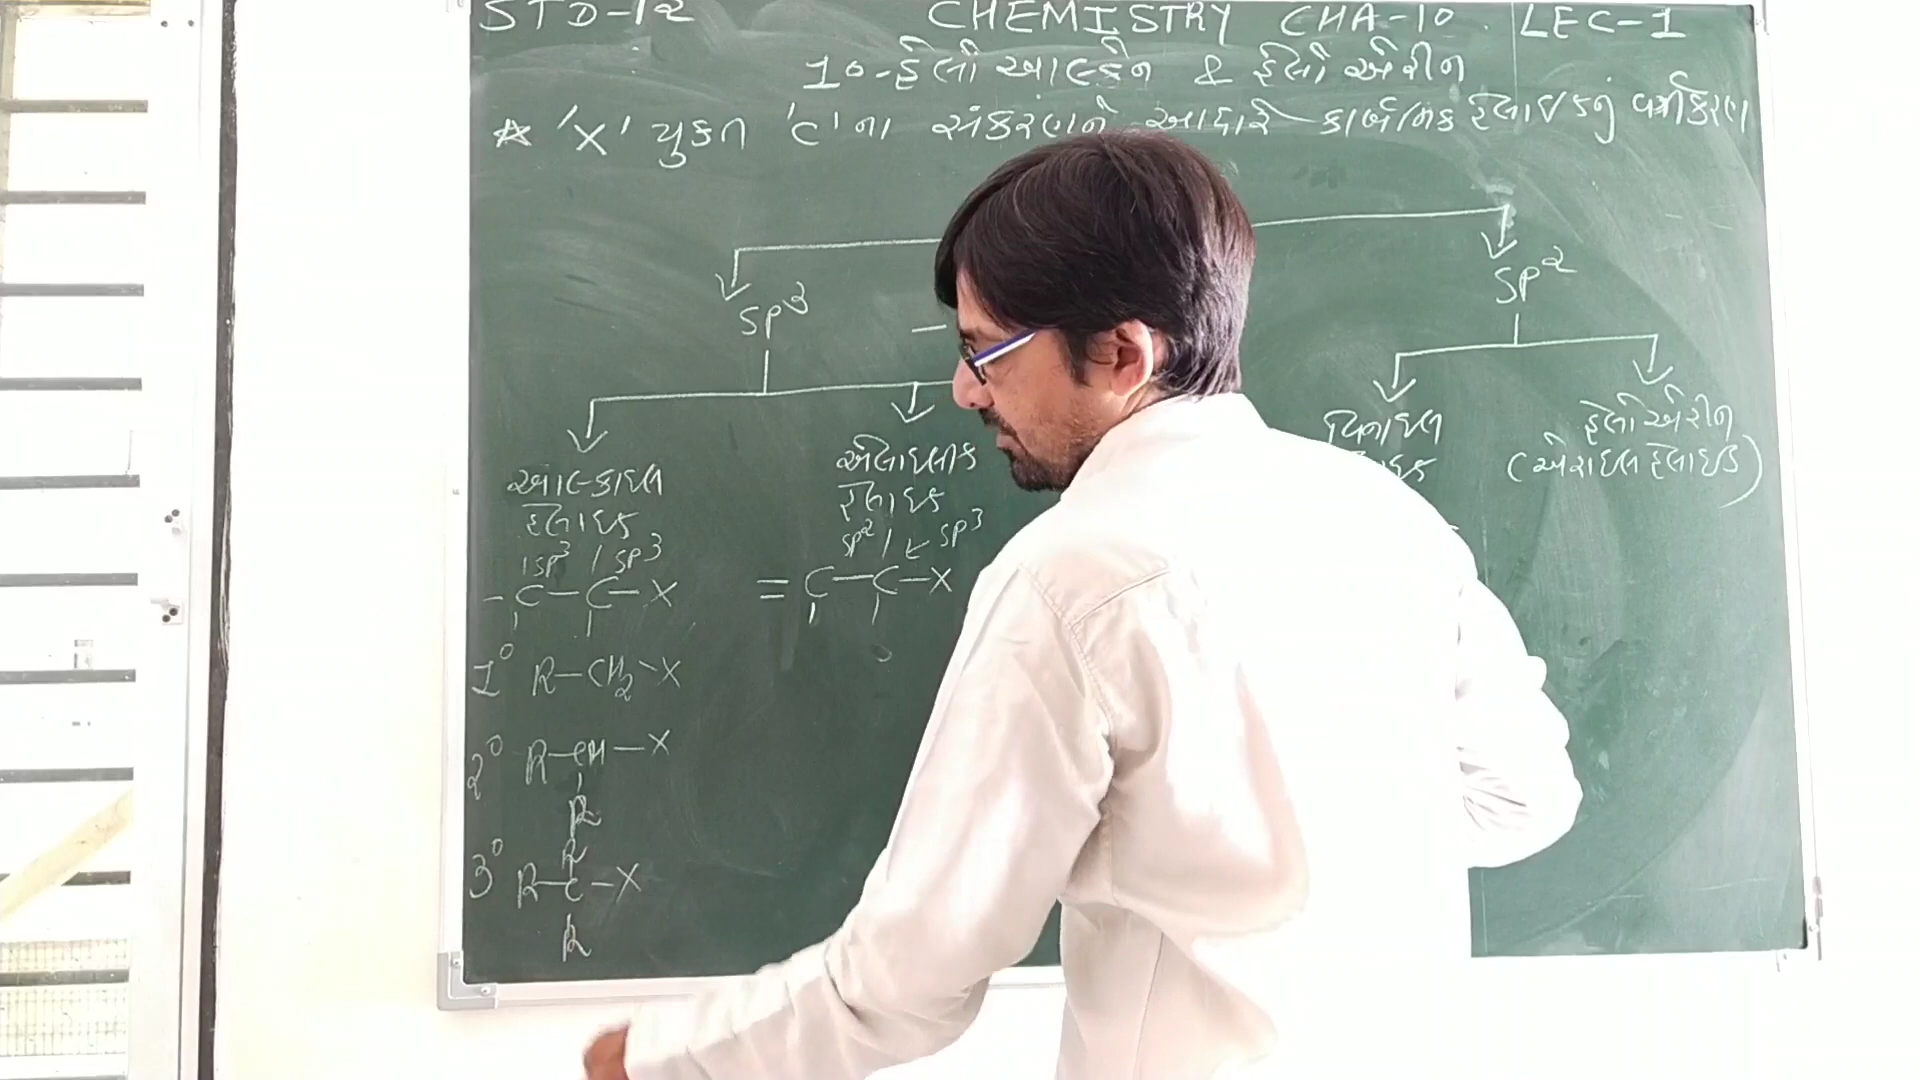 STD-12 CHEMISTRY CHA-10. LEC-1
10-હેલો આલ્કેન & હેલો એરીન
☆ 'X' યુક્ત 'C' ના સંકરણને આધારે કાર્બનિક હેલાઇડનું વર્ગીકરણ
sp³ sp²
આલ્કાઇલ હેલાઇડ
sp³ sp³
-C-C-X
1° R-CH₂-X
2° R-CH-X
R
R
3° R-C-X
R
એલાઇલીક હેલાઇડ
sp² sp³
=C-C-X
વિનાઇલ
હેલોએરીન
(એરાઇલ હેલાઇડ)